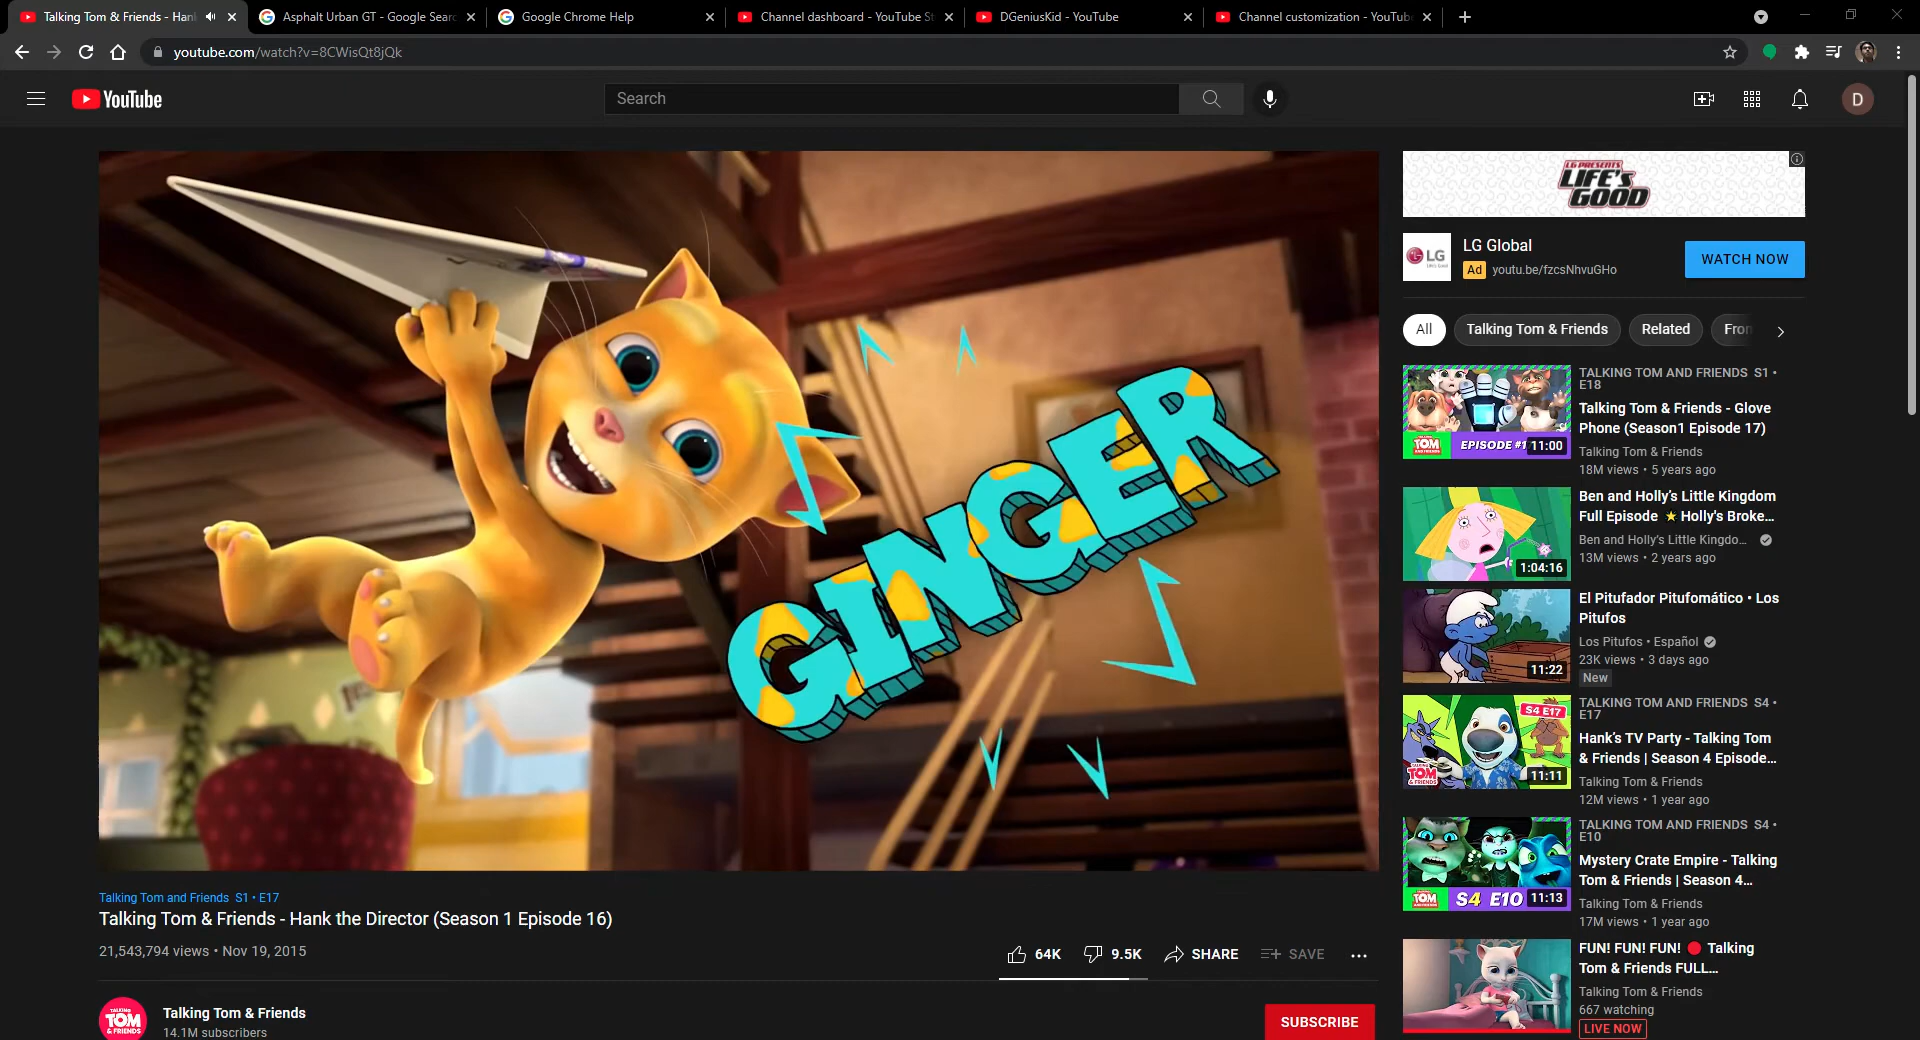 Talking Tom & Friends - Hank
Asphalt Urban GT - Google Searc
Google Chrome Help
Channel dashboard - YouTube St
DGeniusKid - YouTube
Channel customization - YouTub
youtube.com/watch?v=8CWisQt8jQk
YouTube
Search
D
GINGER
LG PRESENTS
LIFE'S
GOOD
LG
LG Global
Ad youtu.be/fzcsNhvuGHo
WATCH NOW
All
Talking Tom & Friends
Related
From
TALKING TOM AND FRIENDS S1 •
E18
Talking Tom & Friends - Glove
Phone (Season1 Episode 17)
Talking Tom & Friends
18M views • 5 years ago
TOM
EPISODE #1
11:00
Ben and Holly's Little Kingdom
Full Episode ⭐ Holly's Broke...
Ben and Holly's Little Kingdo...
13M views • 2 years ago
1:04:16
El Pitufador Pitufomático • Los
Pitufos
Los Pitufos • Español
23K views • 3 days ago
New
11:22
TALKING TOM AND FRIENDS S4 •
E17
Hank's TV Party - Talking Tom
& Friends | Season 4 Episode...
Talking Tom & Friends
12M views • 1 year ago
S4 E17
TOM
11:11
TALKING TOM AND FRIENDS S4 •
E10
Mystery Crate Empire - Talking
Tom & Friends | Season 4...
Talking Tom & Friends
17M views • 1 year ago
TOM
S4 E10
11:13
FUN! FUN! FUN! 🔴 Talking
Tom & Friends FULL...
Talking Tom & Friends
667 watching
LIVE NOW
Talking Tom and Friends S1 • E17
Talking Tom & Friends - Hank the Director (Season 1 Episode 16)
21,543,794 views • Nov 19, 2015
64K
9.5K
SHARE
SAVE
TALKING
TOM
& FRIENDS
Talking Tom & Friends
14.1M subscribers
SUBSCRIBE